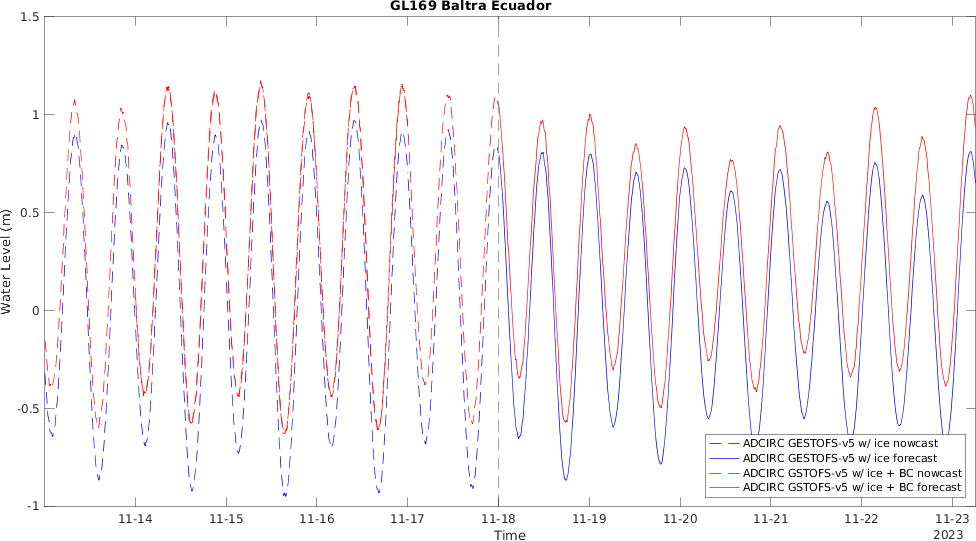 GL169 Baltra Ecuador
1.5
1
0.5
0
-0.5
-1
Water Level (m)
11-14 11-15 11-16 11-17 11-18 11-19 11-20 11-21 11-22 11-23
Time
2023
ADCIRC GESTOFS-v5 w/ ice nowcast
ADCIRC GESTOFS-v5 w/ ice forecast
ADCIRC GSTOFS-v5 w/ ice + BC nowcast
ADCIRC GSTOFS-v5 w/ ice + BC forecast